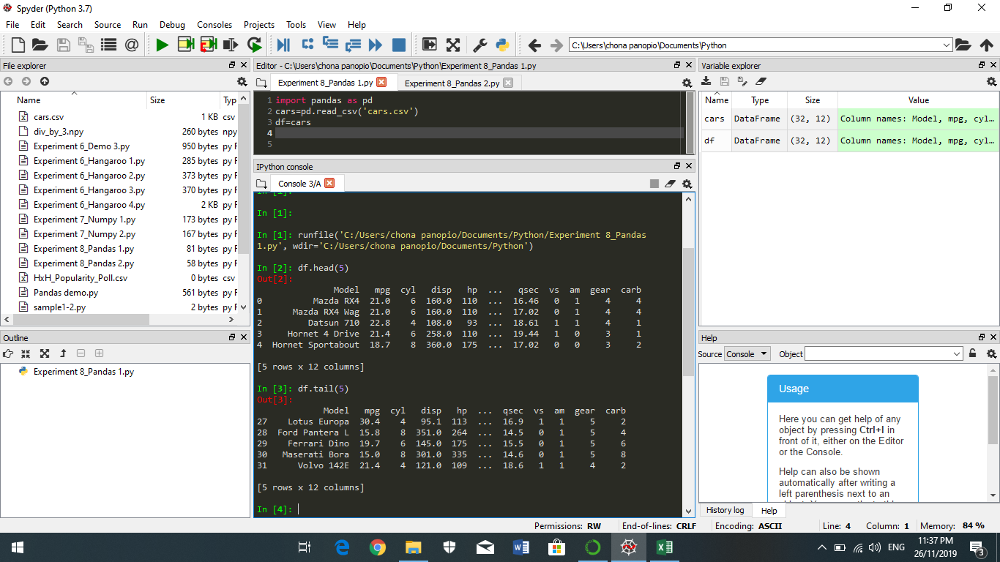 Spyder (Python 3.7)
File Edit Search Source Run Debug Consoles Projects Tools View Help
C:\Users\chona panopio\Documents\Python
File explorer
Name Size Typ
cars.csv 1 KB csv
div_by_3.npy 260 bytes npy
Experiment 6_Demo 3.py 950 bytes py F
Experiment 6_Hangaroo 1.py 285 bytes py F
Experiment 6_Hangaroo 2.py 373 bytes py F
Experiment 6_Hangaroo 3.py 370 bytes py F
Experiment 6_Hangaroo 4.py 2 KB py F
Experiment 7_Numpy 1.py 173 bytes py F
Experiment 7_Numpy 2.py 167 bytes py F
Experiment 8_Pandas 1.py 81 bytes py F
Experiment 8_Pandas 2.py 58 bytes py F
HxH_Popularity_Poll.csv 0 bytes csv
Pandas demo.py 561 bytes py F
sample1-2.py 2 bytes py F
Outline
Experiment 8_Pandas 1.py
Editor - C:\Users\chona panopio\Documents\Python\Experiment 8_Pandas 1.py
Experiment 8_Pandas 1.py Experiment 8_Pandas 2.py
1 import pandas as pd
2 cars=pd.read_csv('cars.csv')
3 df=cars
4
5
IPython console
Console 3/A
In [1]:
In [1]:
In [1]: runfile('C:/Users/chona panopio/Documents/Python/Experiment 8_Pandas
1.py', wdir='C:/Users/chona panopio/Documents/Python')
In [2]: df.head(5)
Out[2]:
Model mpg cyl disp hp ... qsec vs am gear carb
0 Mazda RX4 21.0 6 160.0 110 ... 16.46 0 1 4 4
1 Mazda RX4 Wag 21.0 6 160.0 110 ... 17.02 0 1 4 4
2 Datsun 710 22.8 4 108.0 93 ... 18.61 1 1 4 1
3 Hornet 4 Drive 21.4 6 258.0 110 ... 19.44 1 0 3 1
4 Hornet Sportabout 18.7 8 360.0 175 ... 17.02 0 0 3 2
[5 rows x 12 columns]
In [3]: df.tail(5)
Out[3]:
Model mpg cyl disp hp ... qsec vs am gear carb
27 Lotus Europa 30.4 4 95.1 113 ... 16.9 1 1 5 2
28 Ford Pantera L 15.8 8 351.0 264 ... 14.5 0 1 5 4
29 Ferrari Dino 19.7 6 145.0 175 ... 15.5 0 1 5 6
30 Maserati Bora 15.0 8 301.0 335 ... 14.6 0 1 5 8
31 Volvo 142E 21.4 4 121.0 109 ... 18.6 1 1 4 2
[5 rows x 12 columns]
In [4]:
Variable explorer
Name Type Size Value
cars DataFrame (32, 12) Column names: Model, mpg, cyl…
df DataFrame (32, 12) Column names: Model, mpg, cyl…
Help
Source Console Object
Usage
Here you can get help of any
object by pressing Ctrl+I in
front of it, either on the Editor
or the Console.
Help can also be shown
automatically after writing a
left parenthesis next to an
History log Help
Permissions: RW End-of-lines: CRLF Encoding: ASCII Line: 4 Column: 1 Memory: 84 %
ENG
11:37 PM
26/11/2019
3